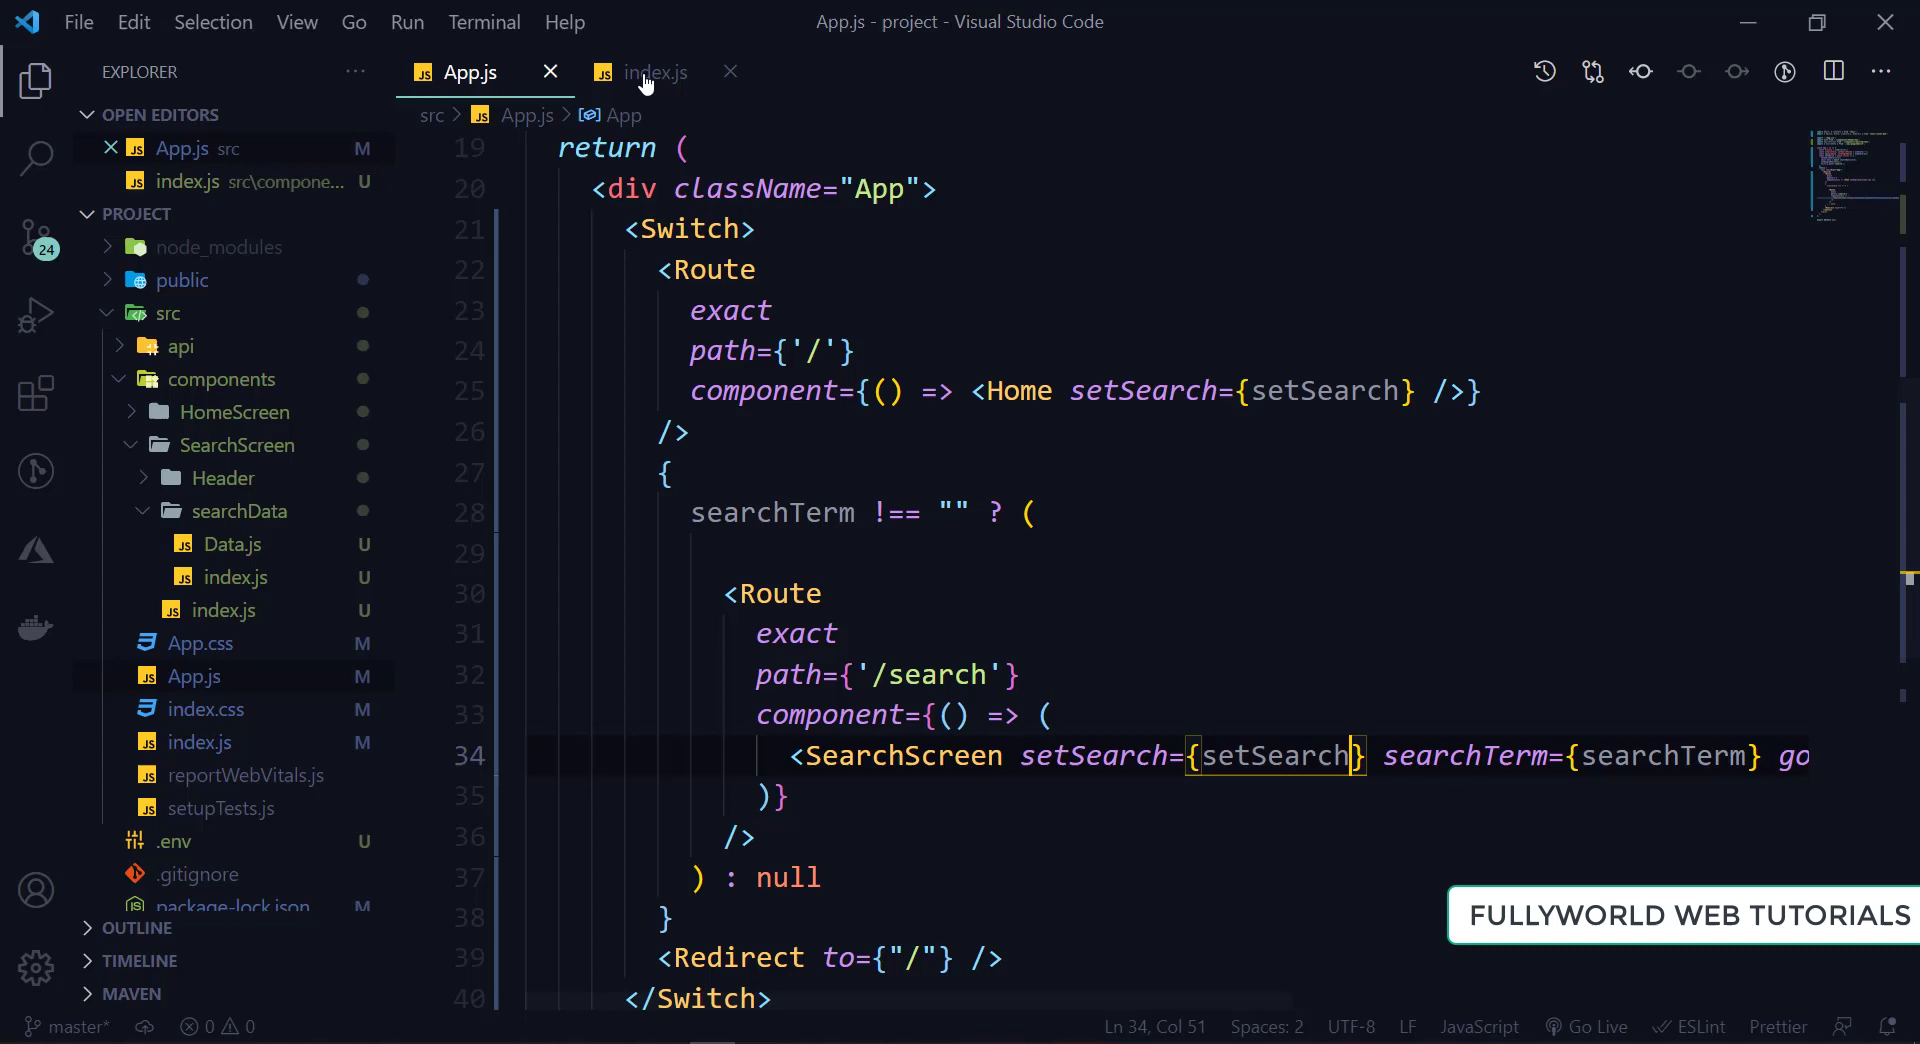 File Edit Selection View Go Run Terminal Help
App.js - project - Visual Studio Code
EXPLORER
OPEN EDITORS
App.js src M
index.js src\compone... U
PROJECT
node_modules
public
src
api
components
HomeScreen
SearchScreen
Header
searchData
Data.js U
index.js U
index.js U
App.css M
App.js M
index.css M
index.js M
reportWebVitals.js
setupTests.js
.env U
.gitignore
package-lock.json M
OUTLINE
TIMELINE
MAVEN
24
App.js
index.js
src > App.js > App
19 return (
20 <div className="App">
21 <Switch>
22 <Route
23 exact
24 path={'/'}
25 component={() => <Home setSearch={setSearch} />}
26 />
27 {
28 searchTerm !== "" ? (
29
30 <Route
31 exact
32 path={'/search'}
33 component={() => (
34 <SearchScreen setSearch={setSearch} searchTerm={searchTerm} go
35 )}
36 />
37 ) : null
38 }
39 <Redirect to={"/"} />
40 </Switch>
FULLYWORLD WEB TUTORIALS
master* 0 0
Ln 34, Col 51 Spaces: 2 UTF-8 LF JavaScript Go Live ESLint Prettier